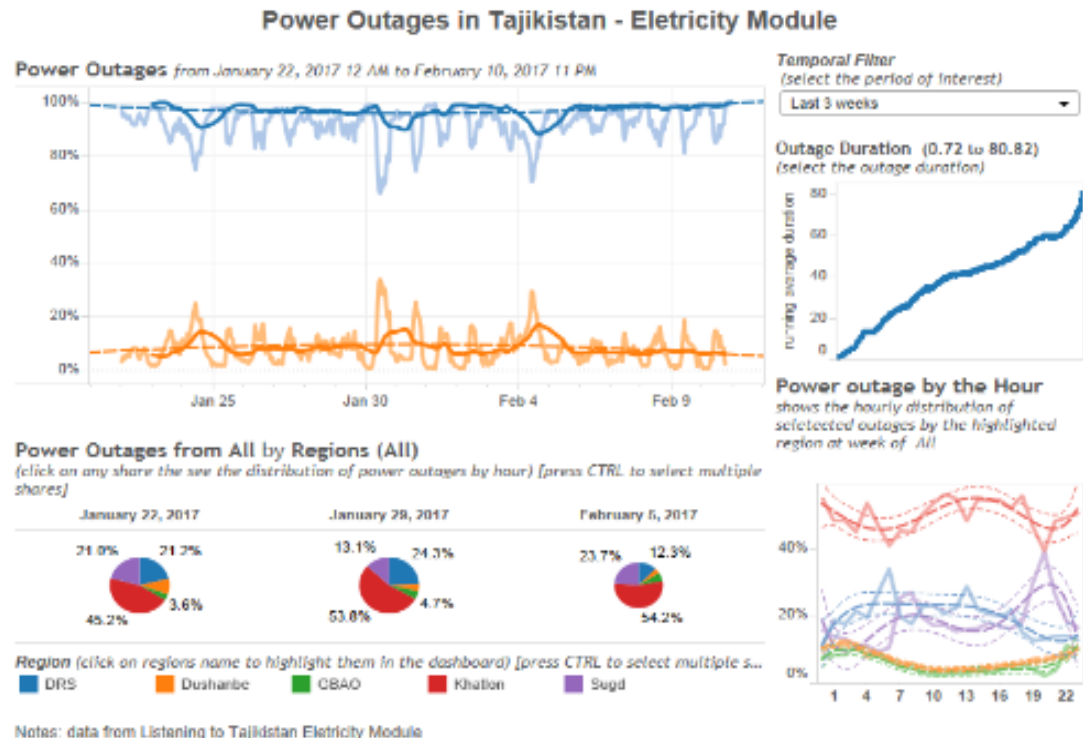 Power Outages in Tajikistan - Eletricity Module
Power Outages from January 22, 2017 12 AM to February 10, 2017 11 PM
100%
80%
60%
40%
20%
0%
Jan 25
Jan 30
Feb 4
Feb 9
Temporal Filter
(select the period of interest)
Last 3 weeks
Outage Duration (0.72 to 80.82)
(select the outage duration)
running average duration
80
60
40
20
0
Power outage by the Hour
shows the hourly distribution of
seletected outages by the highlighted
region at week of All
40%
20%
0%
1
4
7
10
13
16
19
22
Power Outages from All by Regions (All)
(click on any share the see the distribution of power outages by hour) [press CTRL to select multiple
shares]
January 22, 2017
January 29, 2017
February 5, 2017
21.0%
21.2%
3.6%
45.2%
13.1%
24.3%
4.7%
53.8%
23.7%
12.3%
54.2%
Region (click on regions name to highlight them in the dashboard) [press CTRL to select multiple s...
DRS
Dushanbe
GBAO
Khatlon
Sugd
Notes: data from Listening to Tajikistan Eletricity Module